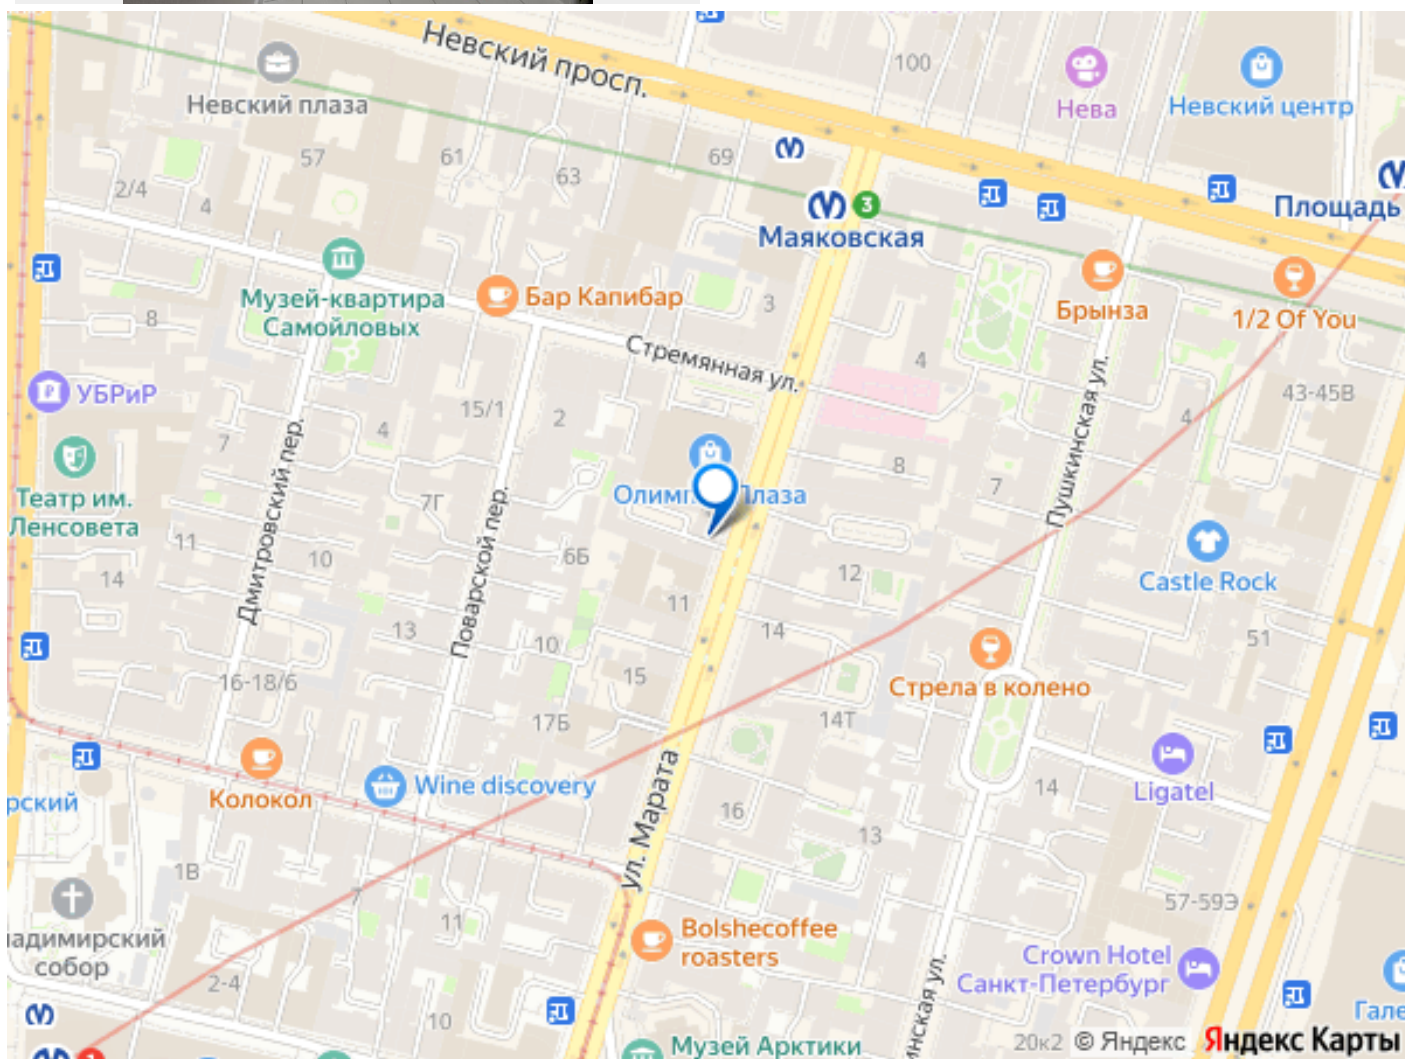 Невский просп.
100
Невский плаза
Нева
Невский центр
57
61
63
69
2/4
4
3
Маяковская
Площадь
Музей-квартира
Самойловых
Бар Капибар
3
Брынза
1/2 Of You
8
Стремянная ул.
4
УБРиР
15/1
2
4
7
43-45В
4
Пушкинская ул.
Театр им.
Ленсовета
Дмитровский пер.
7Г
Поварской пер.
Плаза
8
7
11
10
6Б
12
Castle Rock
14
13
10
11
14
51
16-18/6
15
Стрела в колено
17Б
14Т
Колокол
Wine discovery
ул. Марата
Ligatel
14
16
13
1В
7
11
57-59Э
Bolshecoffee
roasters
собор
2-4
Crown Hotel
Санкт-Петербург
10
1
Музей Арктики
20к2
© Яндекс
Яндекс Карты